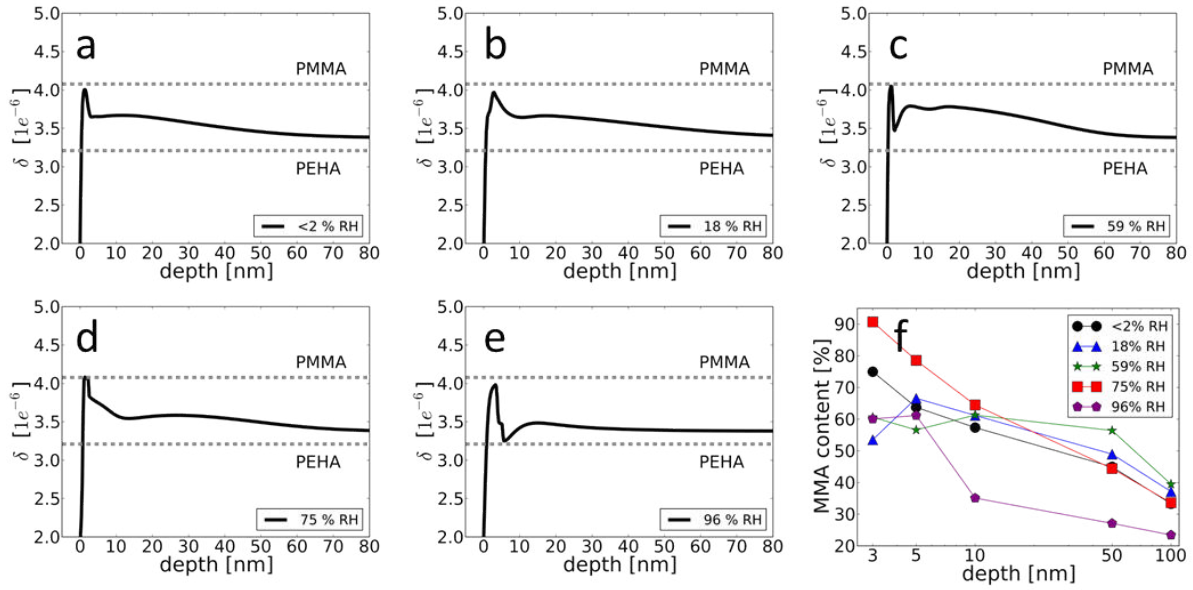 a
5.0
4.5
4.0
3.5
3.0
2.5
2.0
δ [1e⁻⁶]
PMMA
PEHA
<2 % RH
0 10 20 30 40 50 60 70 80
depth [nm]
b
5.0
4.5
4.0
3.5
3.0
2.5
2.0
δ [1e⁻⁶]
PMMA
PEHA
18 % RH
0 10 20 30 40 50 60 70 80
depth [nm]
c
5.0
4.5
4.0
3.5
3.0
2.5
2.0
δ [1e⁻⁶]
PMMA
PEHA
59 % RH
0 10 20 30 40 50 60 70 80
depth [nm]
d
5.0
4.5
4.0
3.5
3.0
2.5
2.0
δ [1e⁻⁶]
PMMA
PEHA
75 % RH
0 10 20 30 40 50 60 70 80
depth [nm]
e
5.0
4.5
4.0
3.5
3.0
2.5
2.0
δ [1e⁻⁶]
PMMA
PEHA
96 % RH
0 10 20 30 40 50 60 70 80
depth [nm]
f
90
80
70
60
50
40
30
20
MMA content [%]
<2% RH
18% RH
59% RH
75% RH
96% RH
3 5 10 50 100
depth [nm]